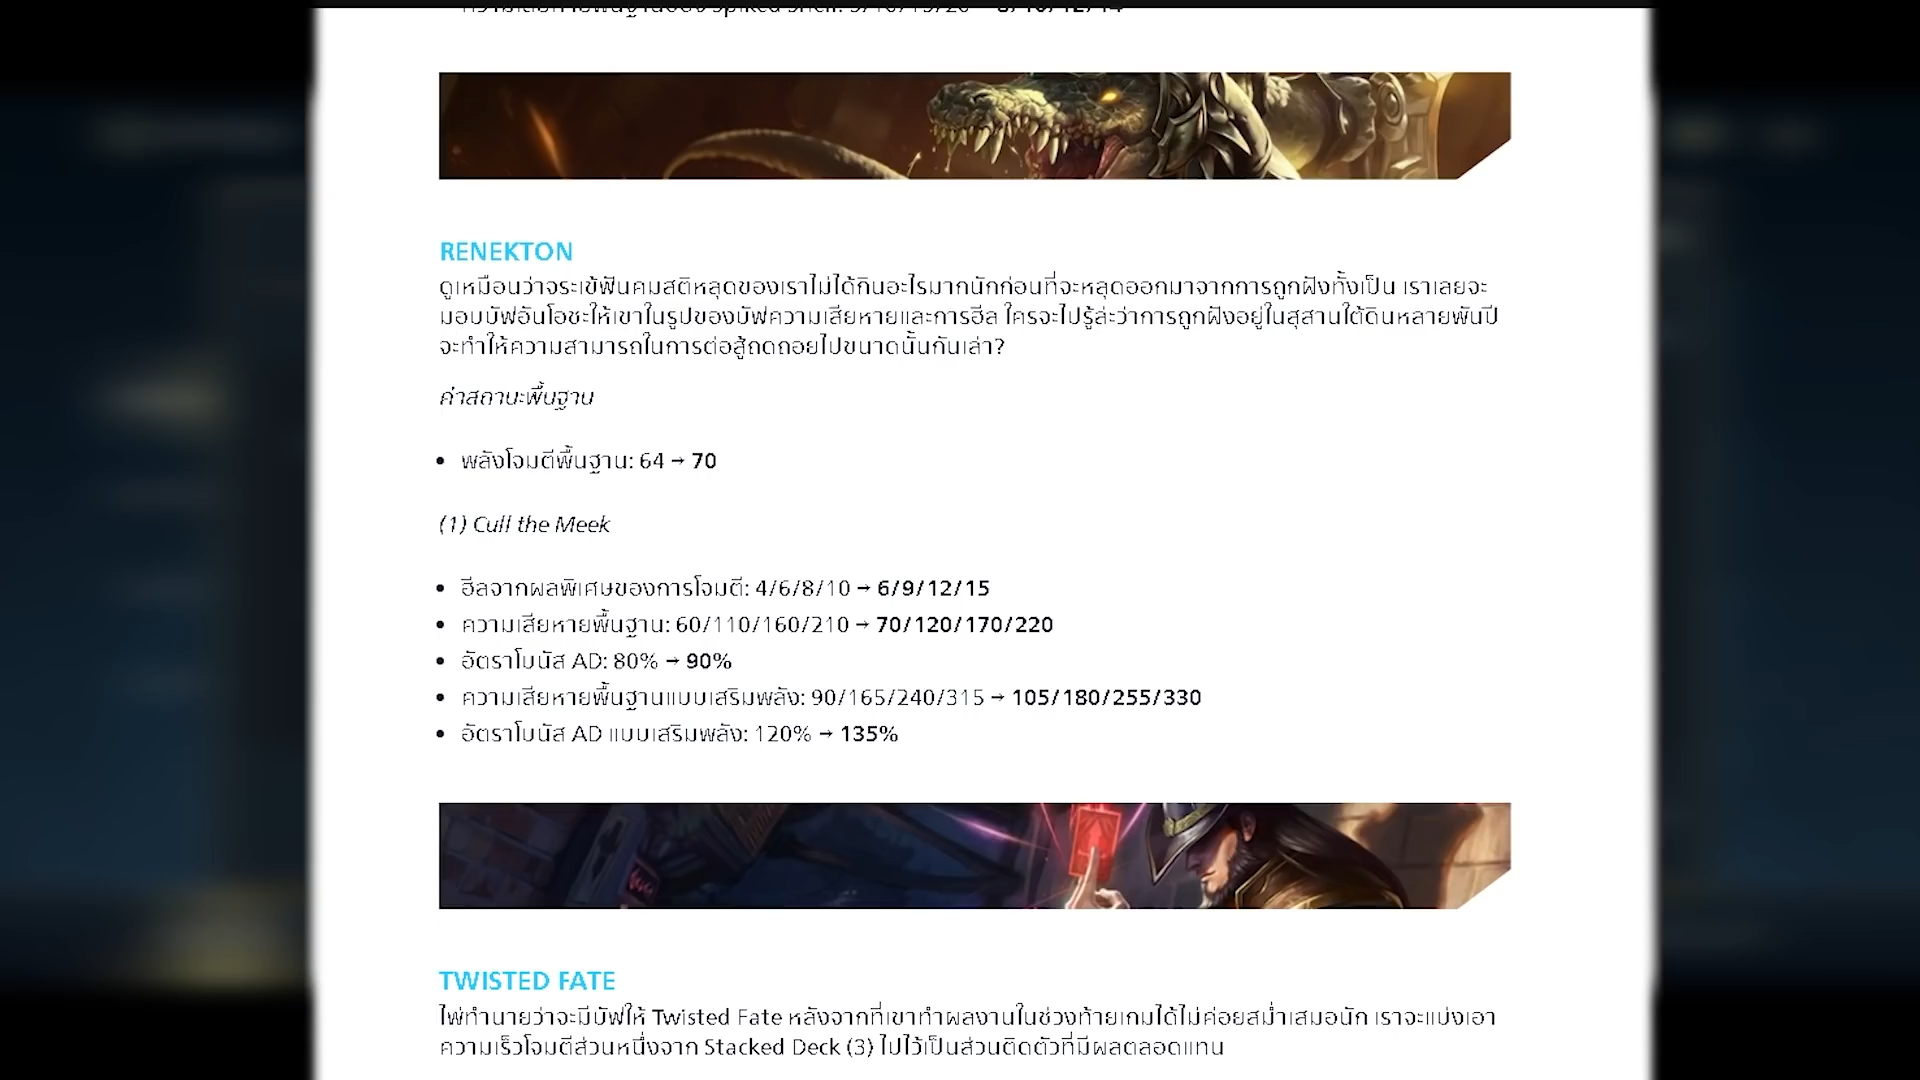 RENEKTON
ดูเหมือนว่าจระเข้ฟันคมสติหลุดของเราไม่ได้กินอะไรมากนักก่อนที่จะหลุดออกมาจากการถูกฝังทั้งเป็น เราเลยจะ
มอบบัฟอันโอชะให้เขาในรูปของบัฟความเสียหายและการฮีล ใครจะไปรู้ล่ะว่าการถูกฝังอยู่ในสุสานใต้ดินหลายพันปี
จะทำให้ความสามารถในการต่อสู้ถดถอยไปขนาดนั้นกันเล่า?
ค่าสถานะพื้นฐาน
• พลังโจมตีพื้นฐาน: 64 → 70
(1) Cull the Meek
• ฮีลจากผลพิเศษของการโจมตี: 4/6/8/10 → 6/9/12/15
• ความเสียหายพื้นฐาน: 60/110/160/210 → 70/120/170/220
• อัตราโบนัส AD: 80% → 90%
• ความเสียหายพื้นฐานแบบเสริมพลัง: 90/165/240/315 → 105/180/255/330
• อัตราโบนัส AD แบบเสริมพลัง: 120% → 135%
TWISTED FATE
ไพ่ทำนายว่าจะมีบัฟให้ Twisted Fate หลังจากที่เขาทำผลงานในช่วงท้ายเกมได้ไม่ค่อยสม่ำเสมอนัก เราจะแบ่งเอา
ความเร็วโจมตีส่วนหนึ่งจาก Stacked Deck (3) ไปไว้เป็นส่วนติดตัวที่มีผลตลอดแทน